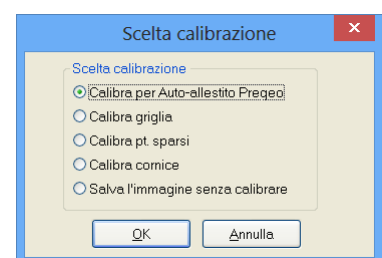 Scelta calibrazione
Scelta calibrazione
Calibra per Auto-allestito Pregeo
Calibra griglia
Calibra pt. sparsi
Calibra cornice
Salva l'immagine senza calibrare
OK
Annulla